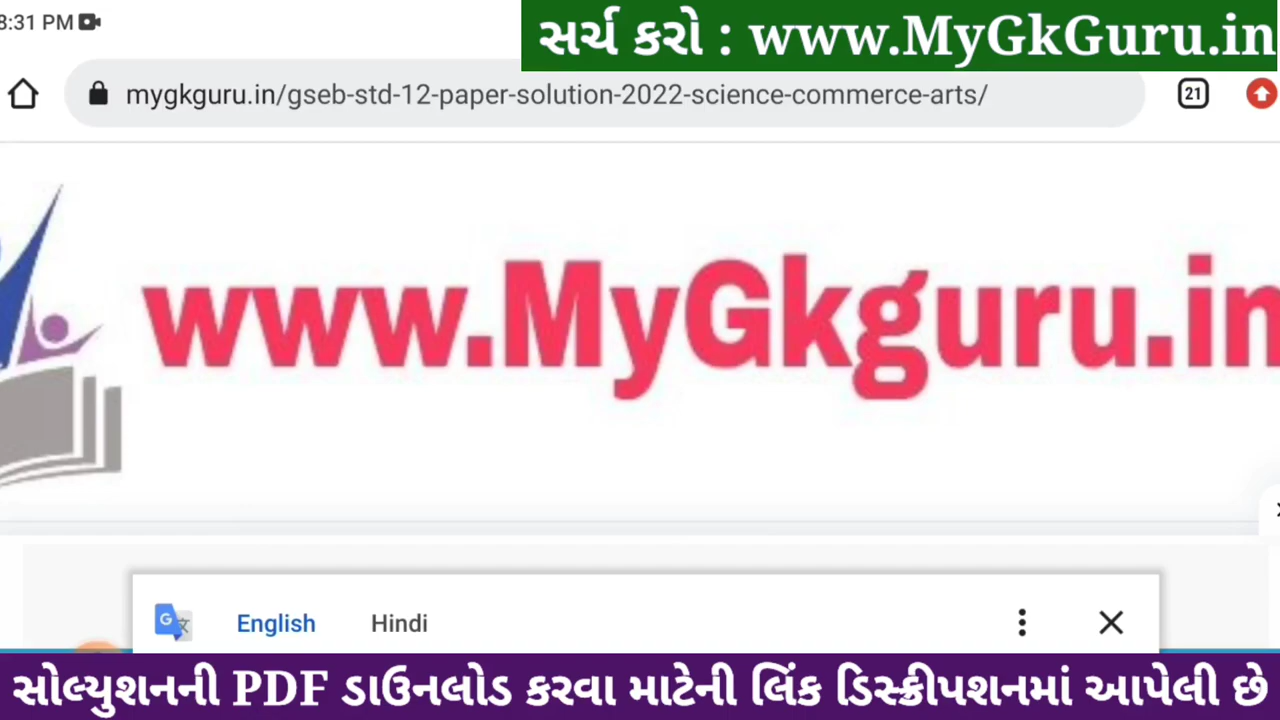 8:31 PM
સર્ચ કરો : www.MyGkGuru.in
mygkguru.in/gseb-std-12-paper-solution-2022-science-commerce-arts/
21
www.MyGkguru.in
English Hindi
સોલ્યુશનની PDF ડાઉનલોડ કરવા માટેની લિંક ડિસ્ક્રીપશનમાં આપેલી છે